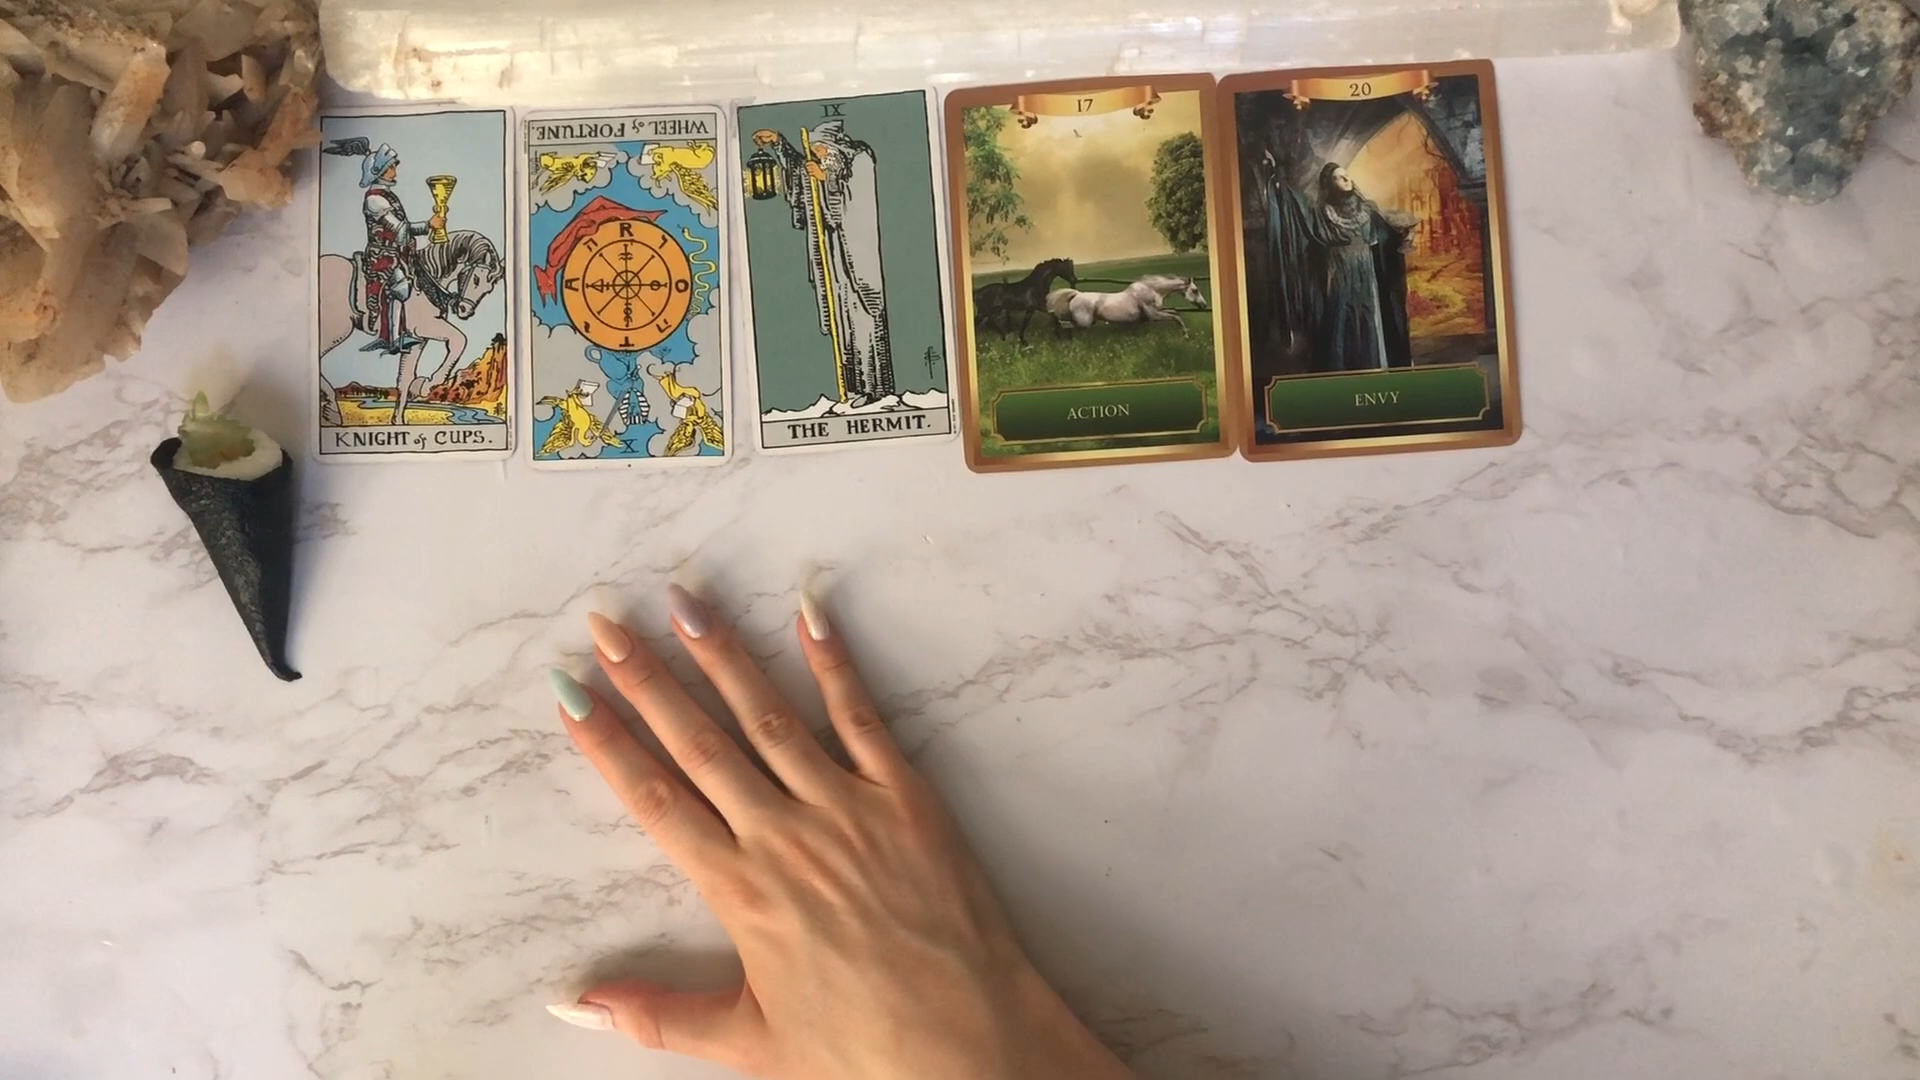 KNIGHT of CUPS.
WHEEL of FORTUNE.
R
O
T
A
X
IX
THE HERMIT.
17
ACTION
20
ENVY